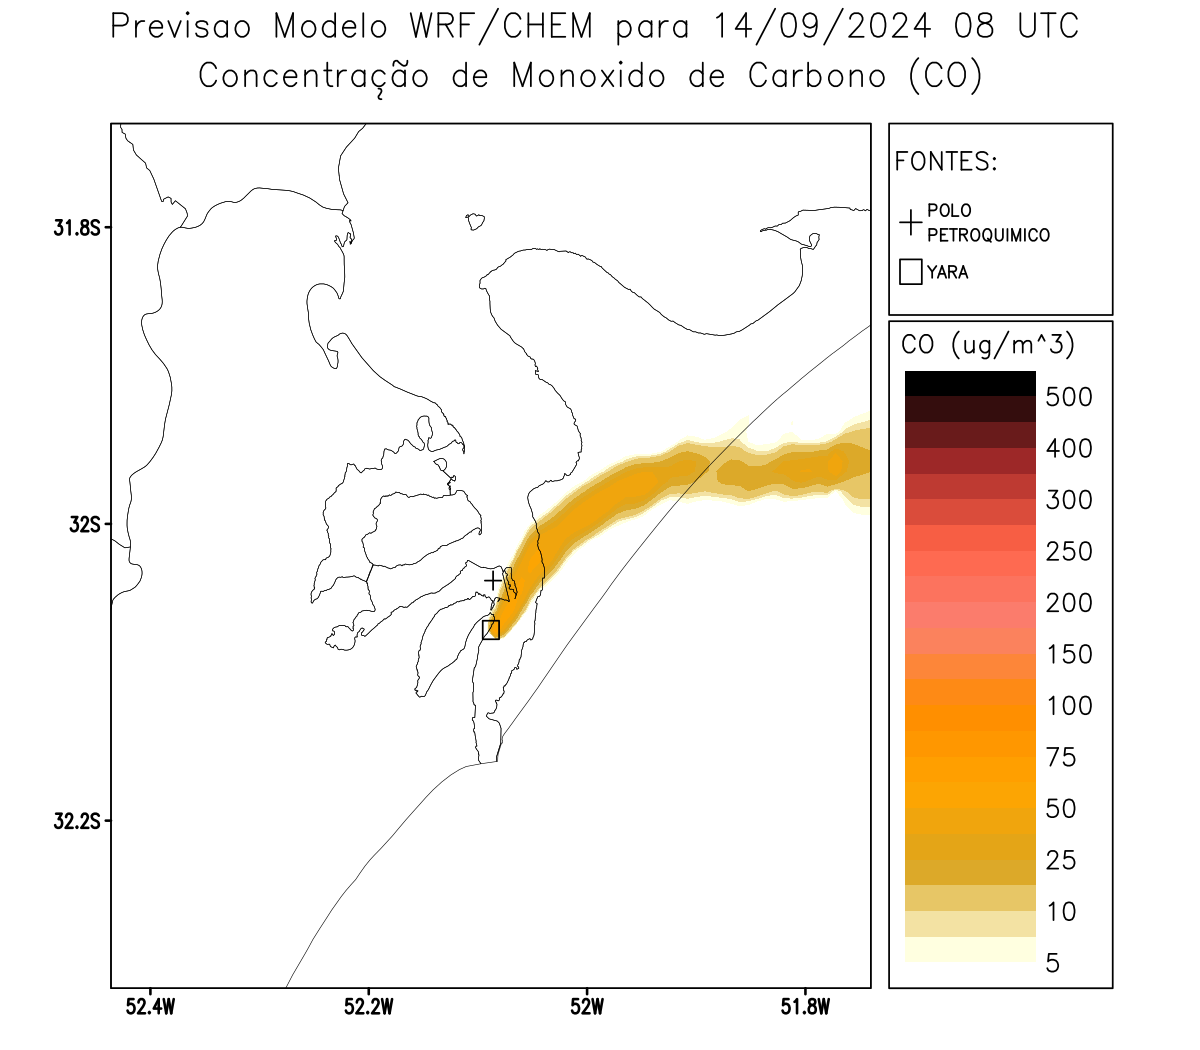 Previsao Modelo WRF/CHEM para 14/09/2024 08 UTC
Concentração de Monoxido de Carbono (CO)
FONTES:
POLO
PETROQUIMICO
YARA
31.8S
32S
32.2S
52.4W
52.2W
52W
51.8W
CO (ug/m^3)
500
400
300
250
200
150
100
75
50
25
10
5